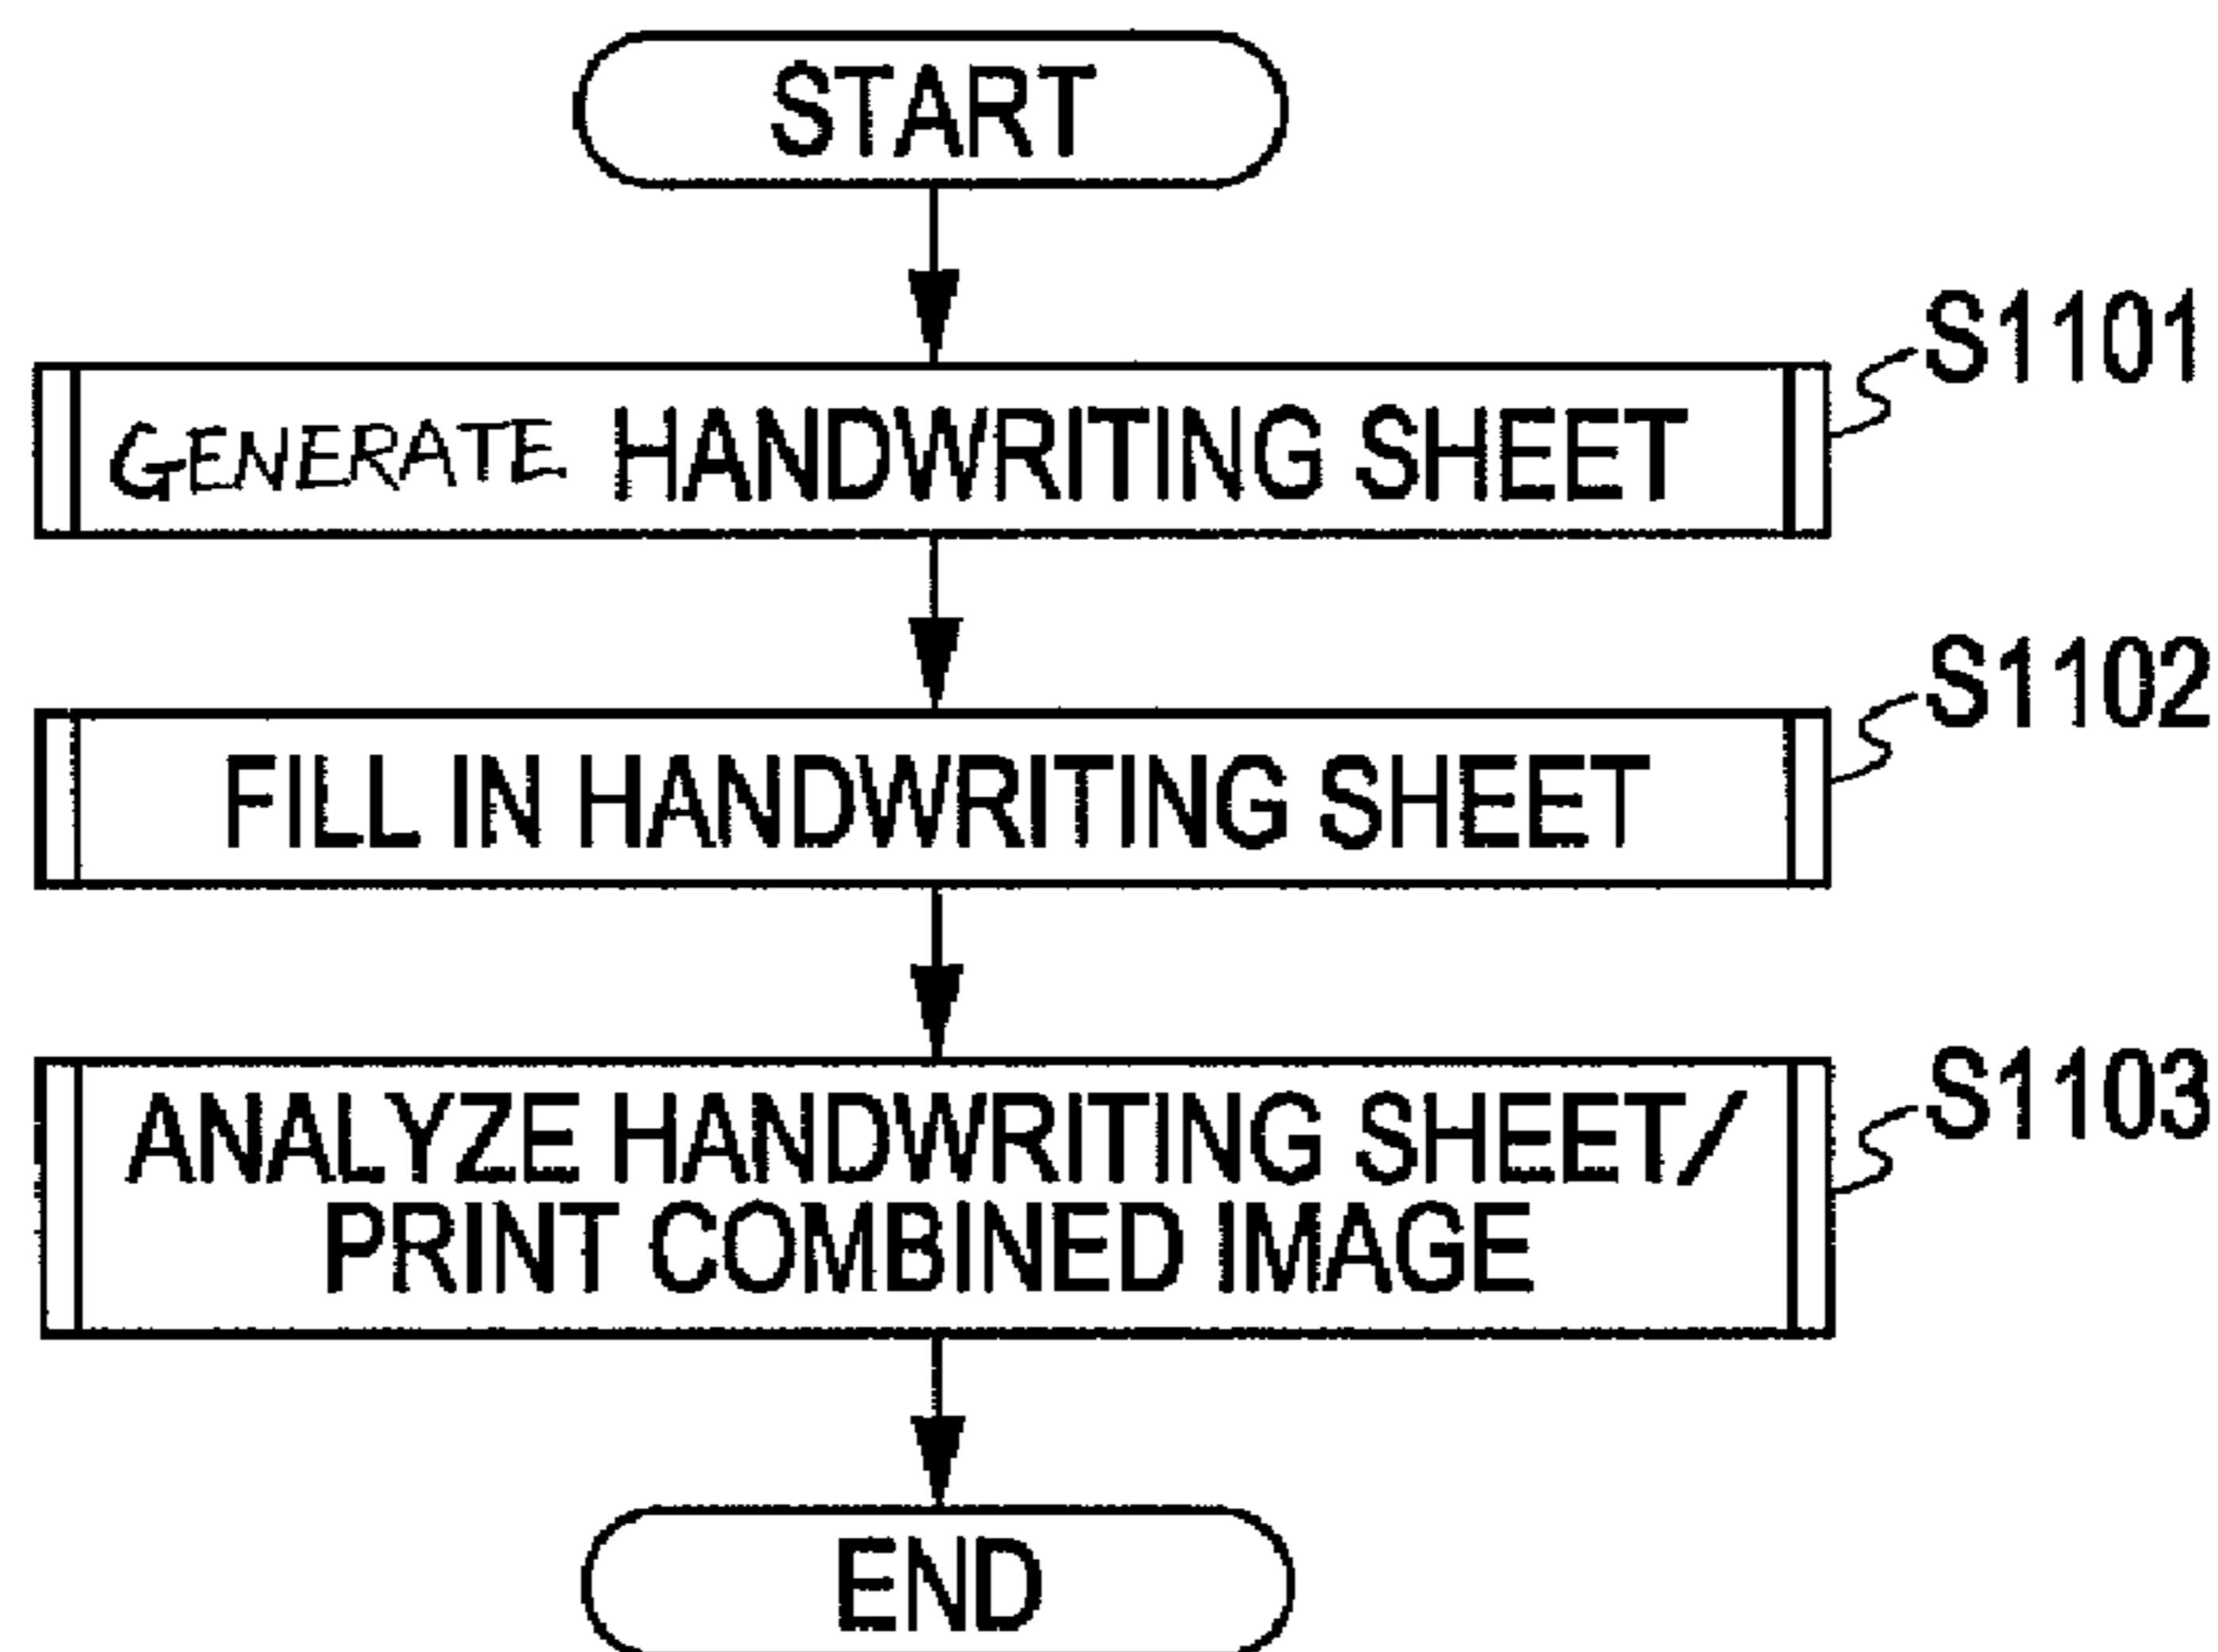 START
S1101
GENERATE HANDWRITING SHEET
S1102
FILL IN HANDWRITING SHEET
S1103
ANALYZE HANDWRITING SHEET/
PRINT COMBINED IMAGE
END